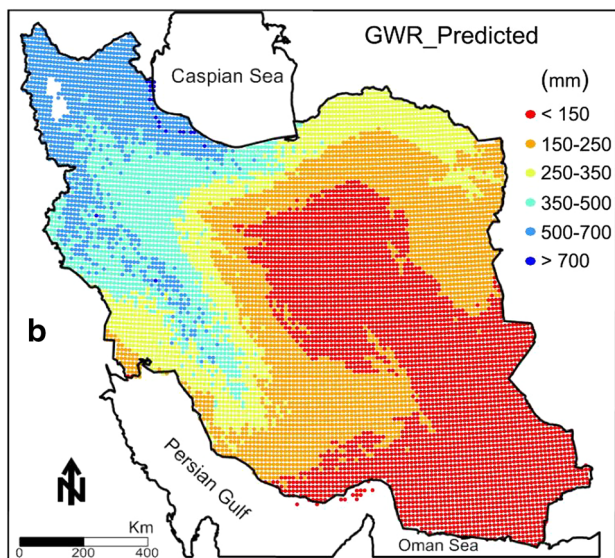 GWR_Predicted
Caspian Sea
(mm)
< 150
150-250
250-350
350-500
500-700
> 700
b
Persian Gulf
N
Km
0 200 400
Oman Sea